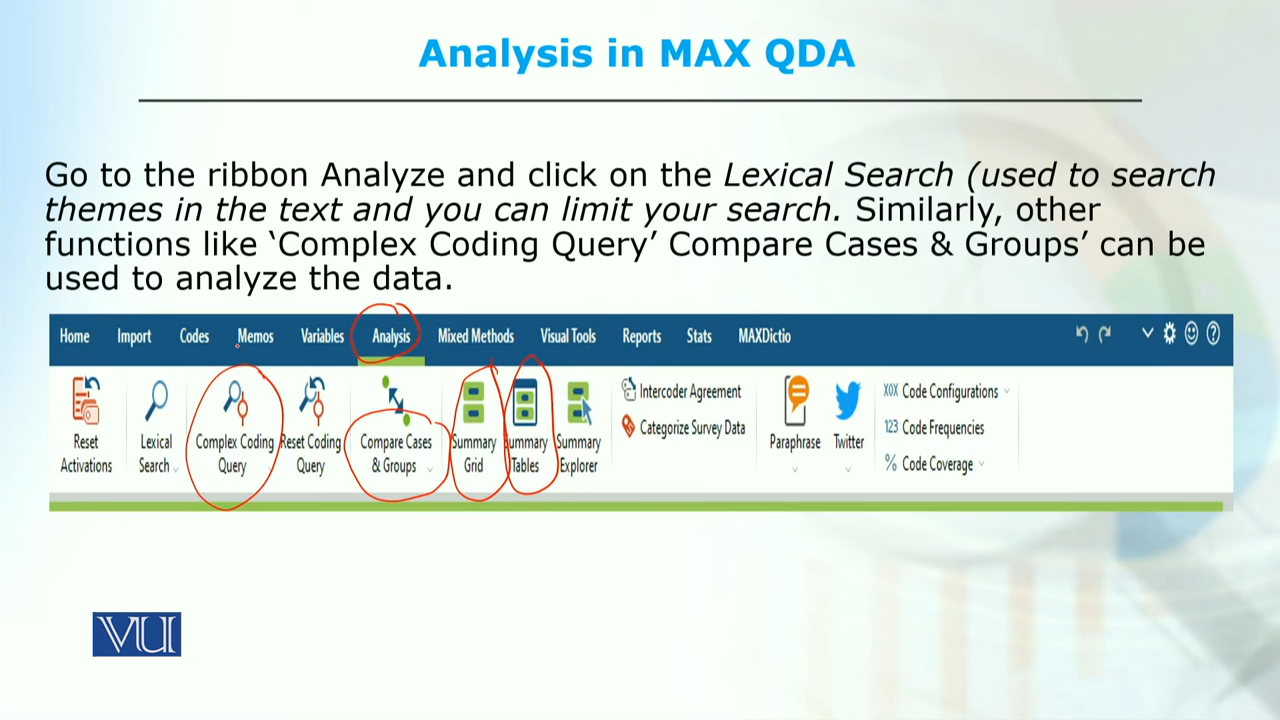 Analysis in MAX QDA
Go to the ribbon Analyze and click on the Lexical Search (used to search
themes in the text and you can limit your search. Similarly, other
functions like ‘Complex Coding Query’ Compare Cases & Groups’ can be
used to analyze the data.
Home Import Codes Memos Variables Analysis Mixed Methods Visual Tools Reports Stats MAXDictio
Reset Activations
Lexical Search
Complex Coding Query
Reset Coding Query
Compare Cases & Groups
Summary Grid
Summary Tables
Summary Explorer
Intercoder Agreement
Categorize Survey Data
Paraphrase
Twitter
XOX Code Configurations
123 Code Frequencies
% Code Coverage
VU